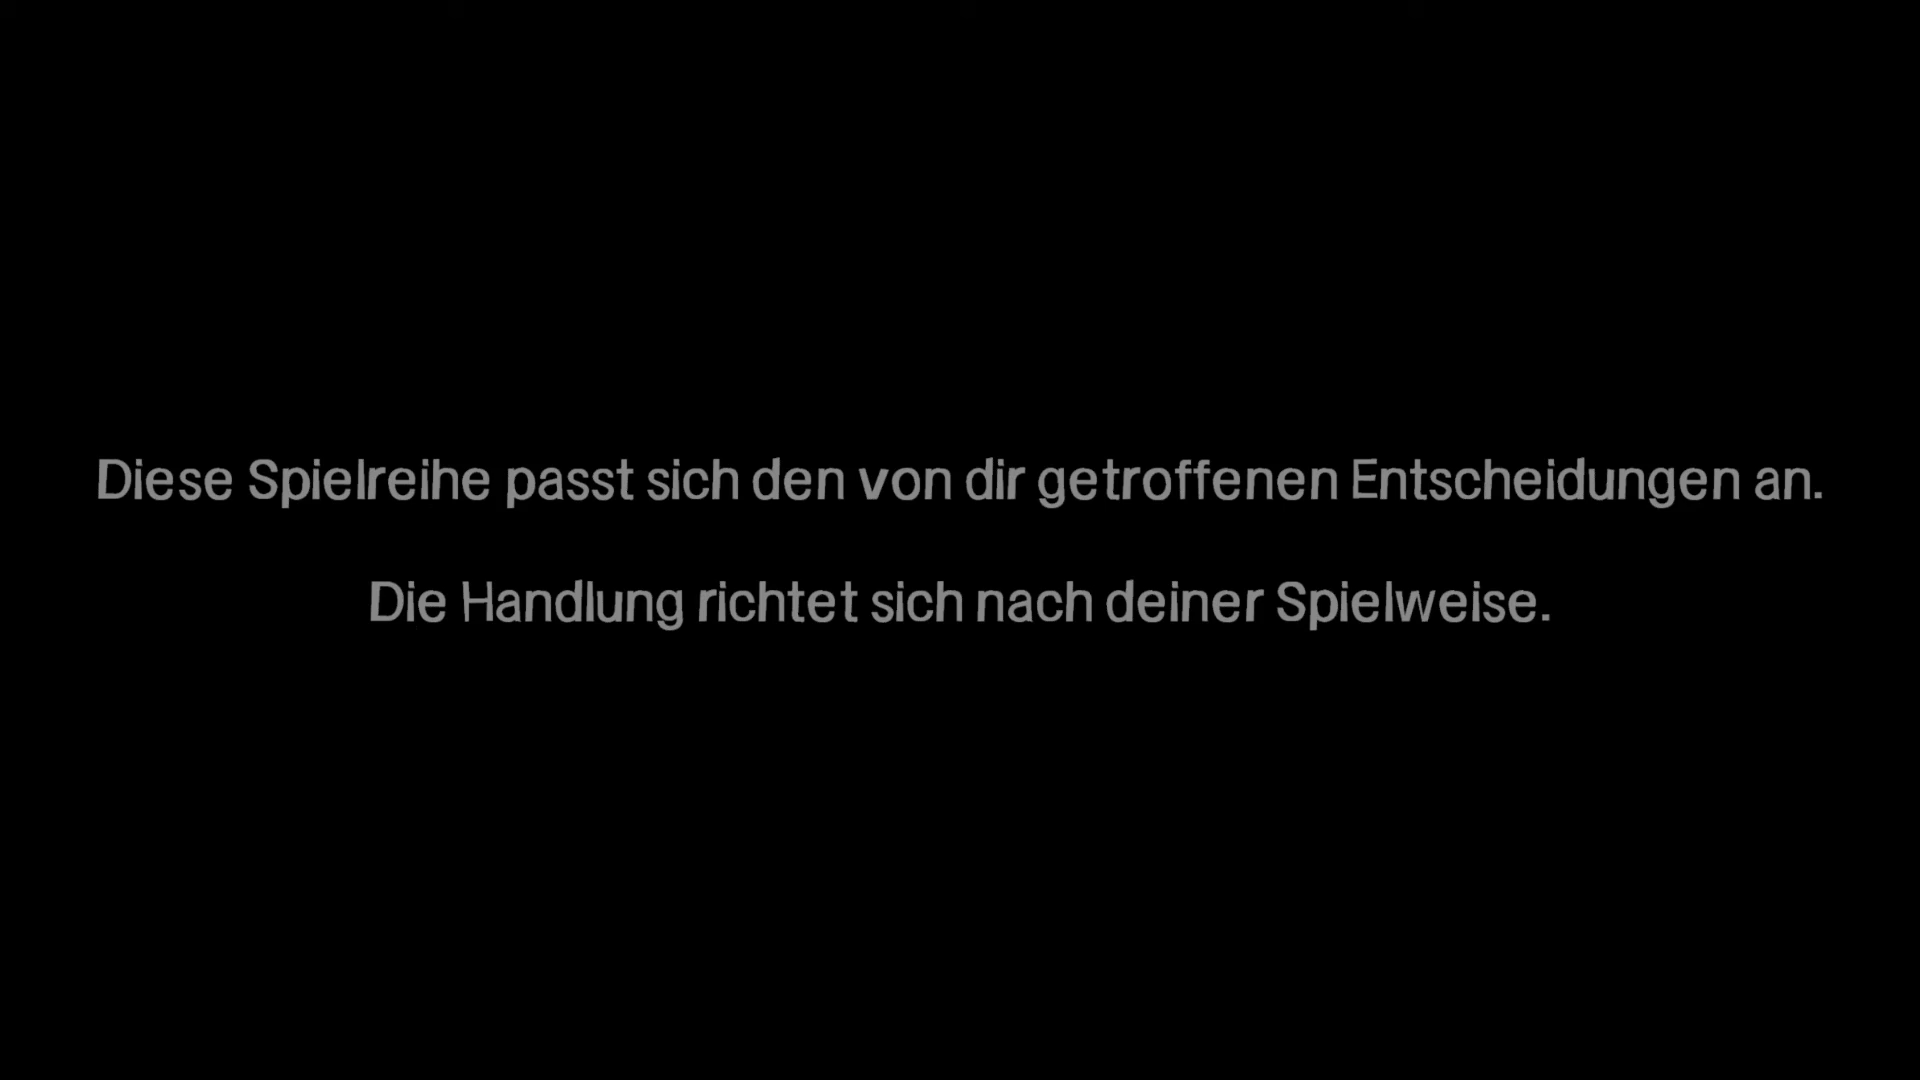 Diese Spielreihe passt sich den von dir getroffenen Entscheidungen an.
Die Handlung richtet sich nach deiner Spielweise.